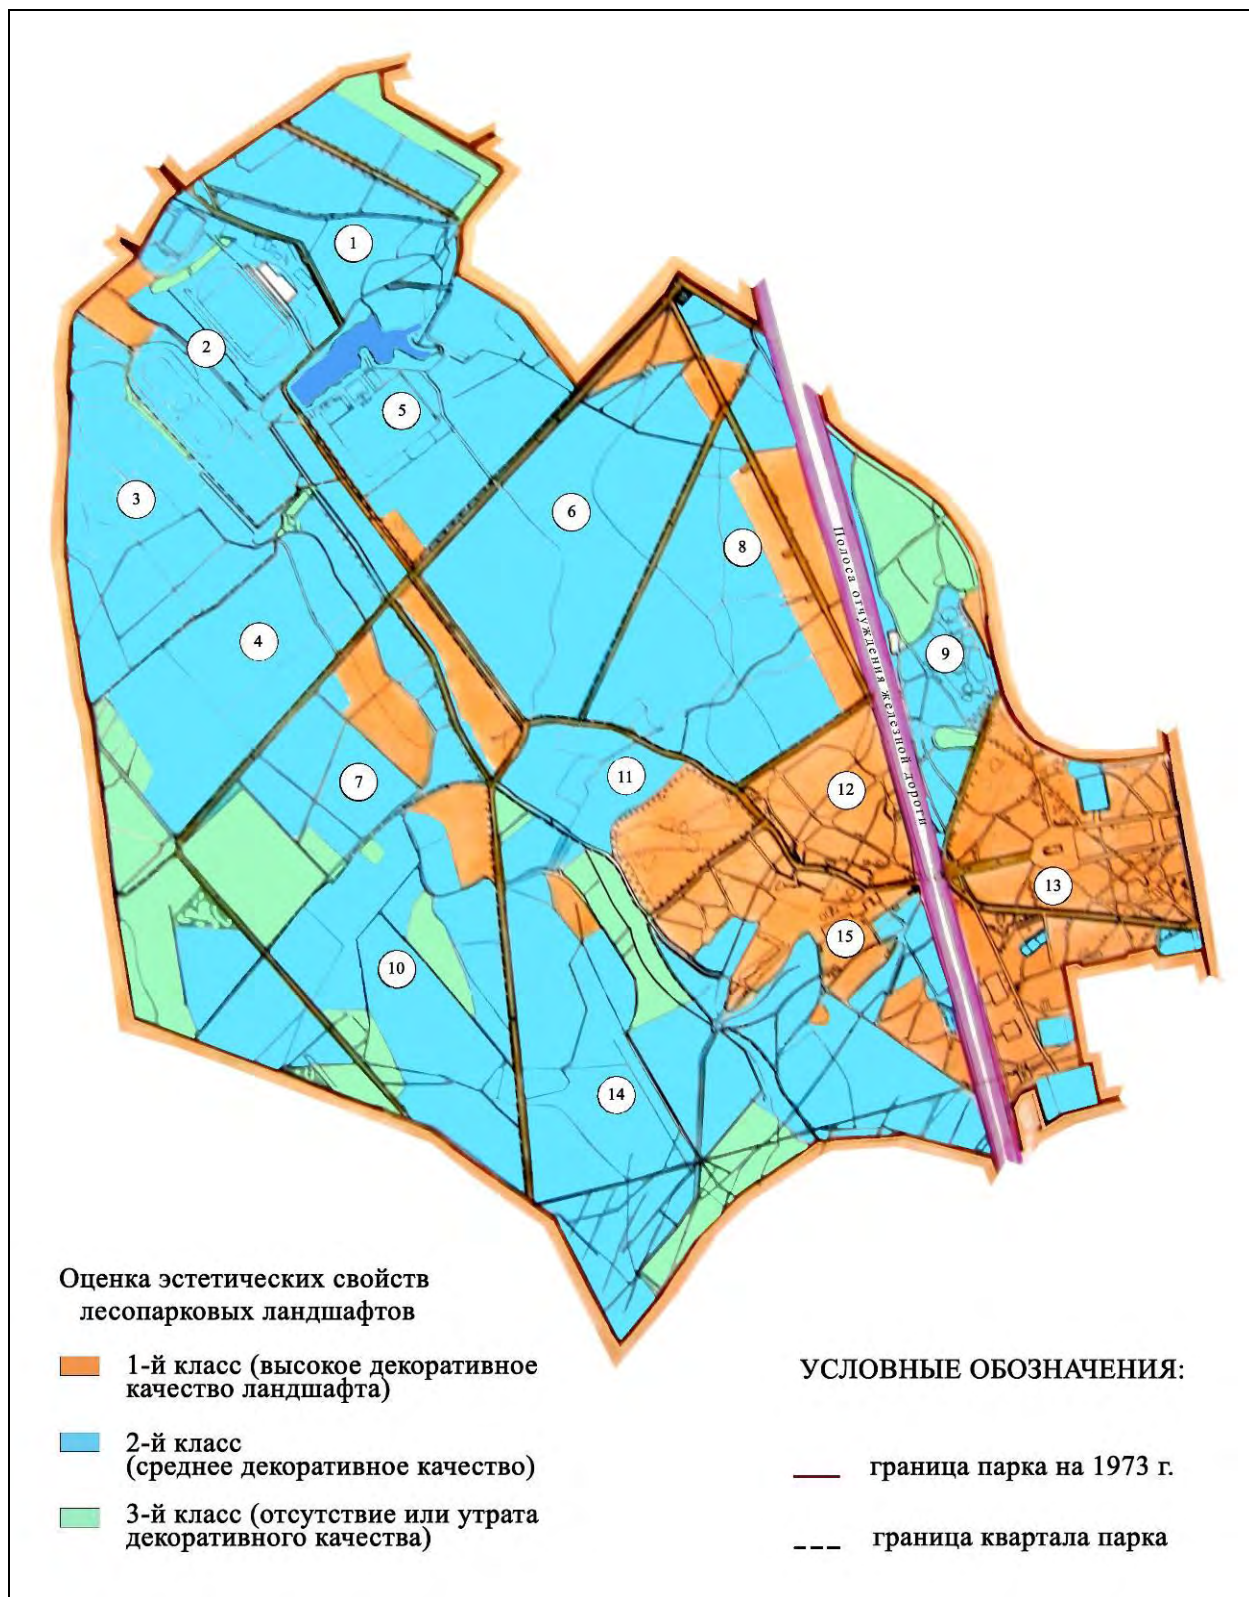 1
2
3
4
5
6
7
8
9
10
11
12
13
14
15
Полоса отчуждения железной дороги
Оценка эстетических свойств
лесопарковых ландшафтов
1-й класс (высокое декоративное
качество ландшафта)
2-й класс
(среднее декоративное качество)
3-й класс (отсутствие или утрата
декоративного качества)
УСЛОВНЫЕ ОБОЗНАЧЕНИЯ:
граница парка на 1973 г.
граница квартала парка